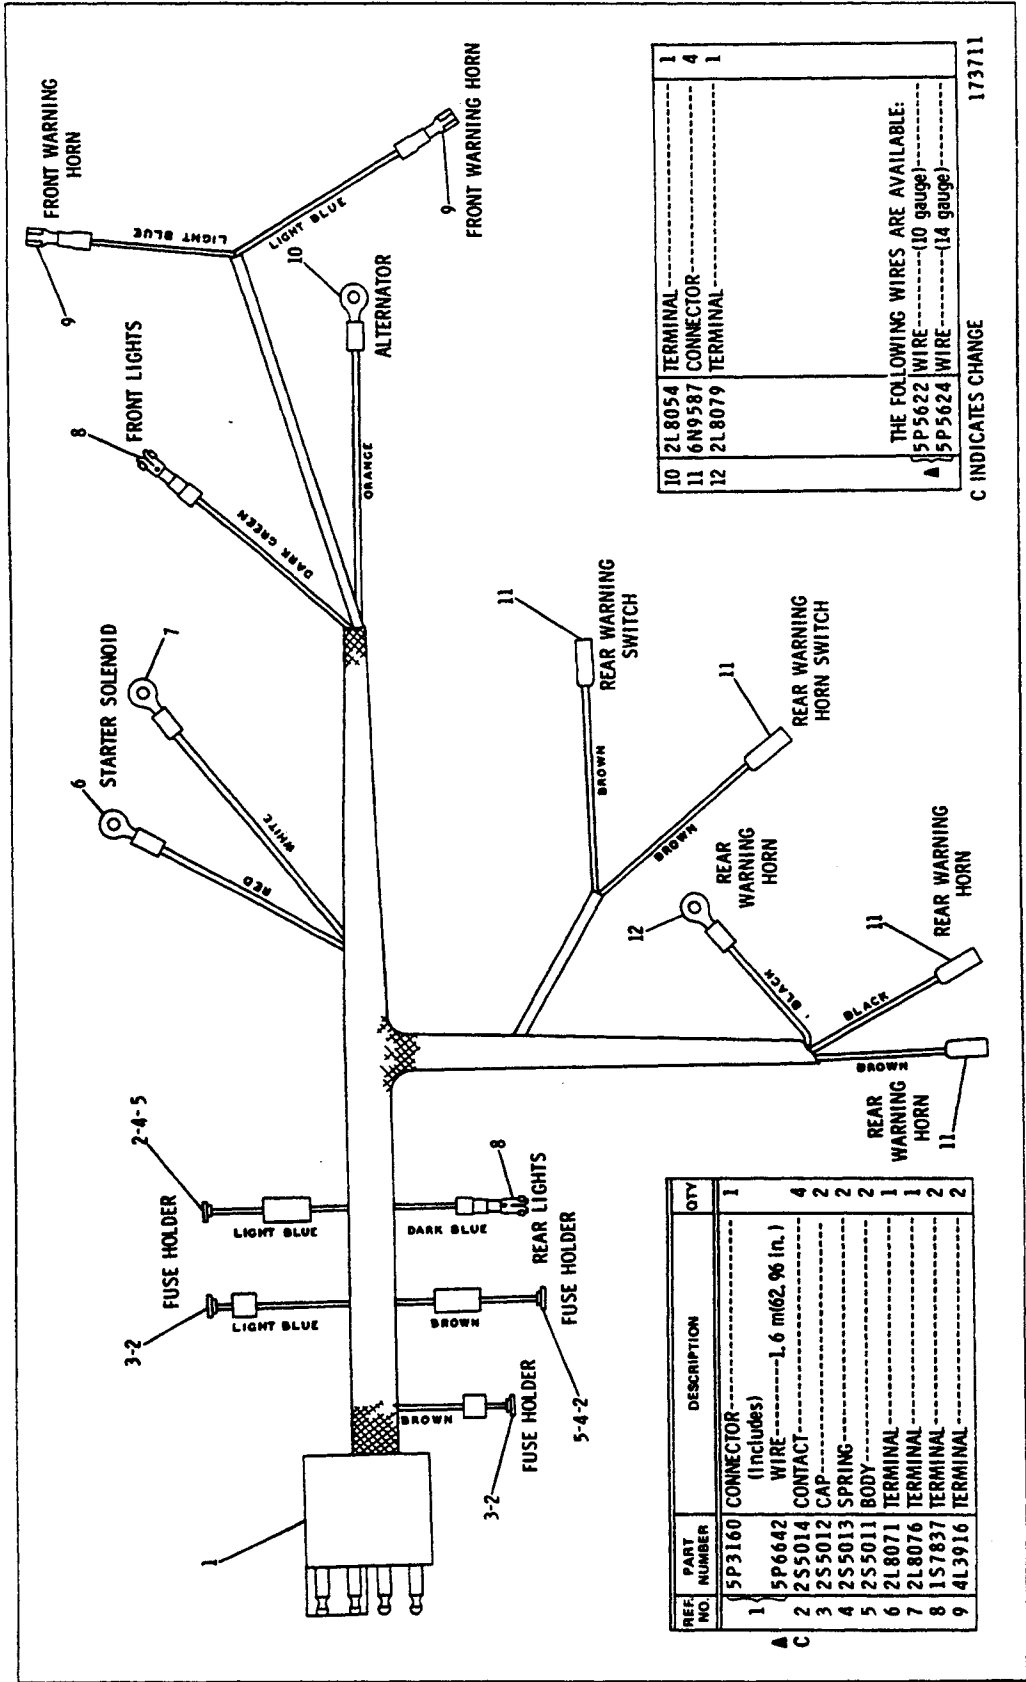 FRONT WARNING
HORN
9
LIGHT BLUE
LIGHT BLUE
9
FRONT WARNING HORN
10
ALTERNATOR
ORANGE
FRONT LIGHTS
8
DARK GREEN
STARTER SOLENOID
7
6
WHITE
RED
11
REAR WARNING
SWITCH
BROWN
11
REAR WARNING
HORN SWITCH
BROWN
REAR
WARNING
HORN
12
BLACK
11
REAR WARNING
HORN
BLACK
BROWN
REAR
WARNING
HORN
11
2-4-5
FUSE HOLDER
LIGHT BLUE
3-2
LIGHT BLUE
DARK BLUE
8
REAR LIGHTS
BROWN
FUSE HOLDER
5-4-2
BROWN
FUSE HOLDER
3-2
1
REF. NO. PART NUMBER DESCRIPTION QTY
1 5P3160 CONNECTOR 1
(Includes)
▲ 5P6642 WIRE 1.6 m(62.96 in.)
C 2 2S5014 CONTACT 4
3 2S5012 CAP 2
4 2S5013 SPRING 2
5 2S5011 BODY 2
6 2L8071 TERMINAL 1
7 2L8076 TERMINAL 1
8 1S7837 TERMINAL 2
9 4L3916 TERMINAL 2
10 2L8054 TERMINAL 1
11 6N9587 CONNECTOR 4
12 2L8079 TERMINAL 1
THE FOLLOWING WIRES ARE AVAILABLE:
▲ 5P5622 WIRE (10 gauge)
5P5624 WIRE (14 gauge)
C INDICATES CHANGE
173711